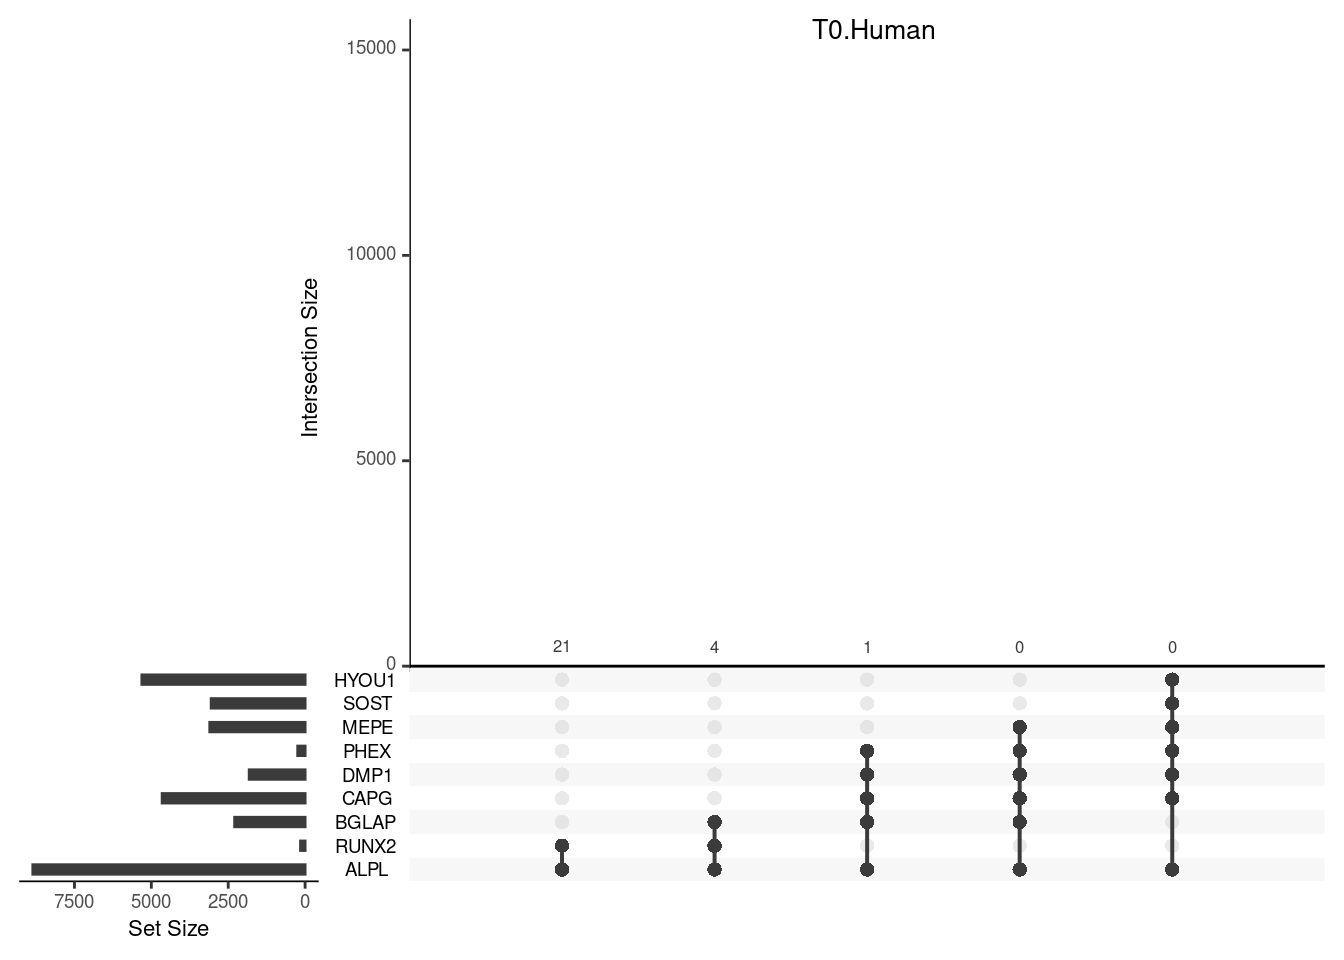 T0.Human
15000
10000
5000
0
Intersection Size
21 4 1 0 0
HYOU1
SOST
MEPE
PHEX
DMP1
CAPG
BGLAP
RUNX2
ALPL
7500 5000 2500 0
Set Size